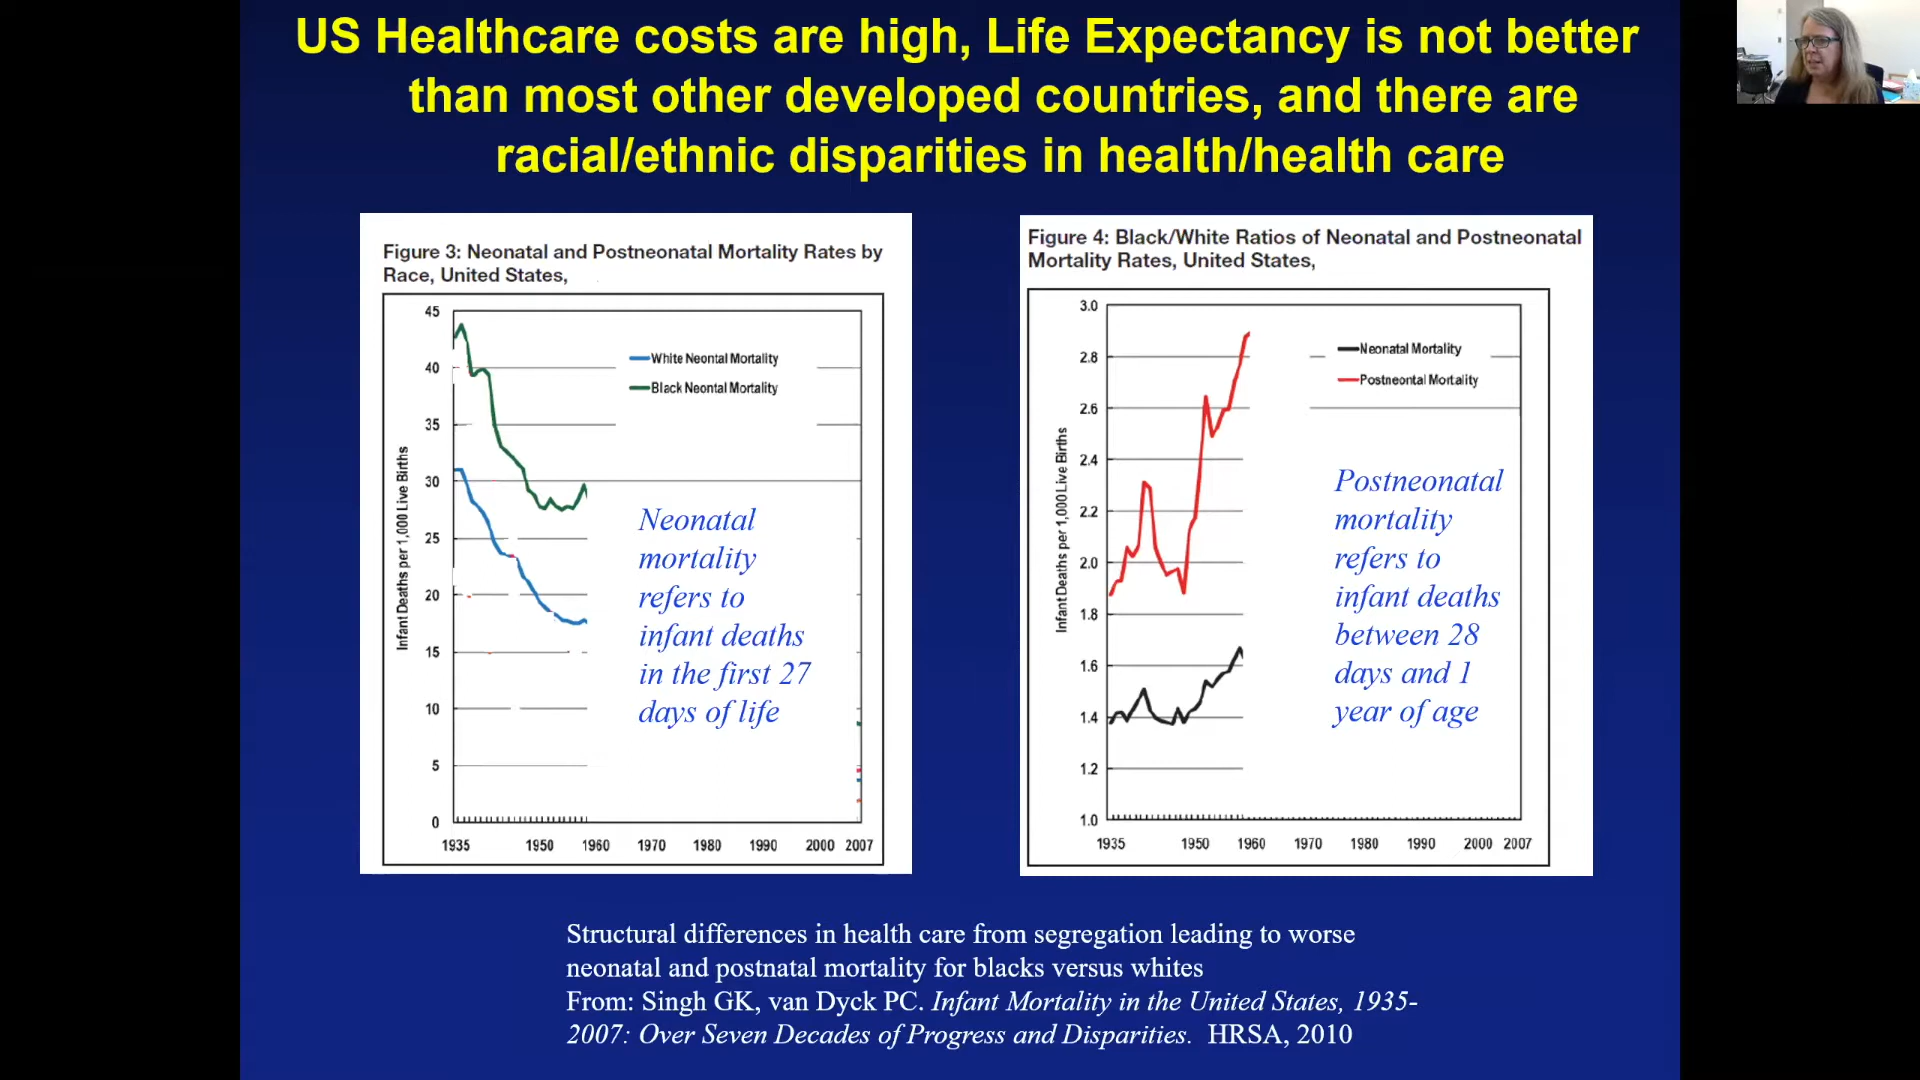 US Healthcare costs are high, Life Expectancy is not better
than most other developed countries, and there are
racial/ethnic disparities in health/health care
Figure 3: Neonatal and Postneonatal Mortality Rates by
Race, United States,
45
40
35
30
25
20
15
10
5
0
Infant Deaths per 1,000 Live Births
White Neontal Mortality
Black Neontal Mortality
Neonatal
mortality
refers to
infant deaths
in the first 27
days of life
1935 1950 1960 1970 1980 1990 2000 2007
Figure 4: Black/White Ratios of Neonatal and Postneonatal
Mortality Rates, United States,
3.0
2.8
2.6
2.4
2.2
2.0
1.8
1.6
1.4
1.2
1.0
Infant Deaths per 1,000 Live Births
Neonatal Mortality
Postneontal Mortality
Postneonatal
mortality
refers to
infant deaths
between 28
days and 1
year of age
1935 1950 1960 1970 1980 1990 2000 2007
Structural differences in health care from segregation leading to worse
neonatal and postnatal mortality for blacks versus whites
From: Singh GK, van Dyck PC. Infant Mortality in the United States, 1935-
2007: Over Seven Decades of Progress and Disparities. HRSA, 2010